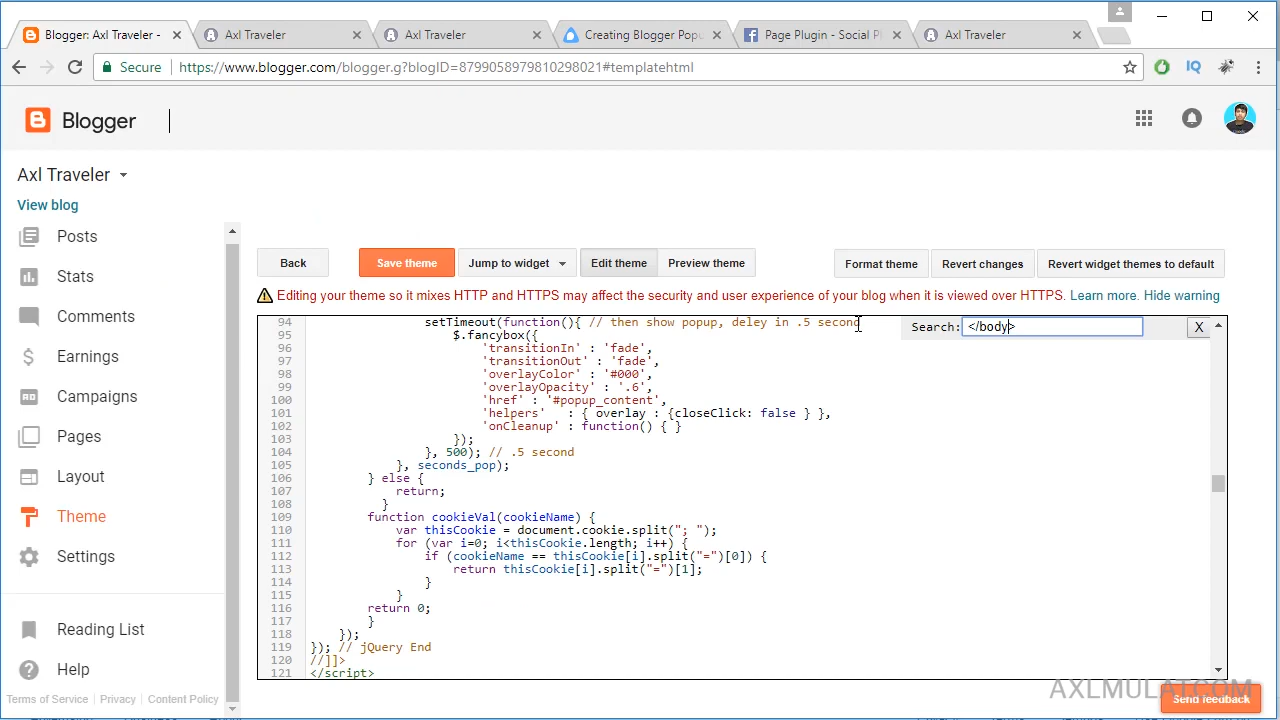 Blogger: Axl Traveler - Axl Traveler Axl Traveler Creating Blogger Pop Page Plugin - Social Pl Axl Traveler
Secure https://www.blogger.com/blogger.g?blogID=8799058979810298021#templatehtml
IQ
Blogger
Axl Traveler
View blog
Posts
Stats
Comments
Earnings
Campaigns
Pages
Layout
Theme
Settings
Reading List
Help
Terms of Service | Privacy | Content Policy
Back Save theme Jump to widget Edit theme Preview theme Format theme Revert changes Revert widget themes to default
Editing your theme so it mixes HTTP and HTTPS may affect the security and user experience of your blog when it is viewed over HTTPS. Learn more. Hide warning
Search: </body> X
94 setTimeout(function(){ // then show popup, deley in .5 second
95 $.fancybox({
96 'transitionIn' : 'fade',
97 'transitionOut' : 'fade',
98 'overlayColor' : '#000',
99 'overlayOpacity' : '.6',
100 'href' : '#popup_content',
101 'helpers' : { overlay : {closeClick: false } },
102 'onCleanup' : function() { }
103 });
104 }, 500); // .5 second
105 }, seconds_pop);
106 } else {
107 return;
108 }
109 function cookieVal(cookieName) {
110 var thisCookie = document.cookie.split("; ");
111 for (var i=0; i<thisCookie.length; i++) {
112 if (cookieName == thisCookie[i].split("=")[0]) {
113 return thisCookie[i].split("=")[1];
114 }
115 }
116 return 0;
117 }
118 });
119 }); // jQuery End
120 //]]>
121 </script>
AXLMULAT.COM
Send feedback